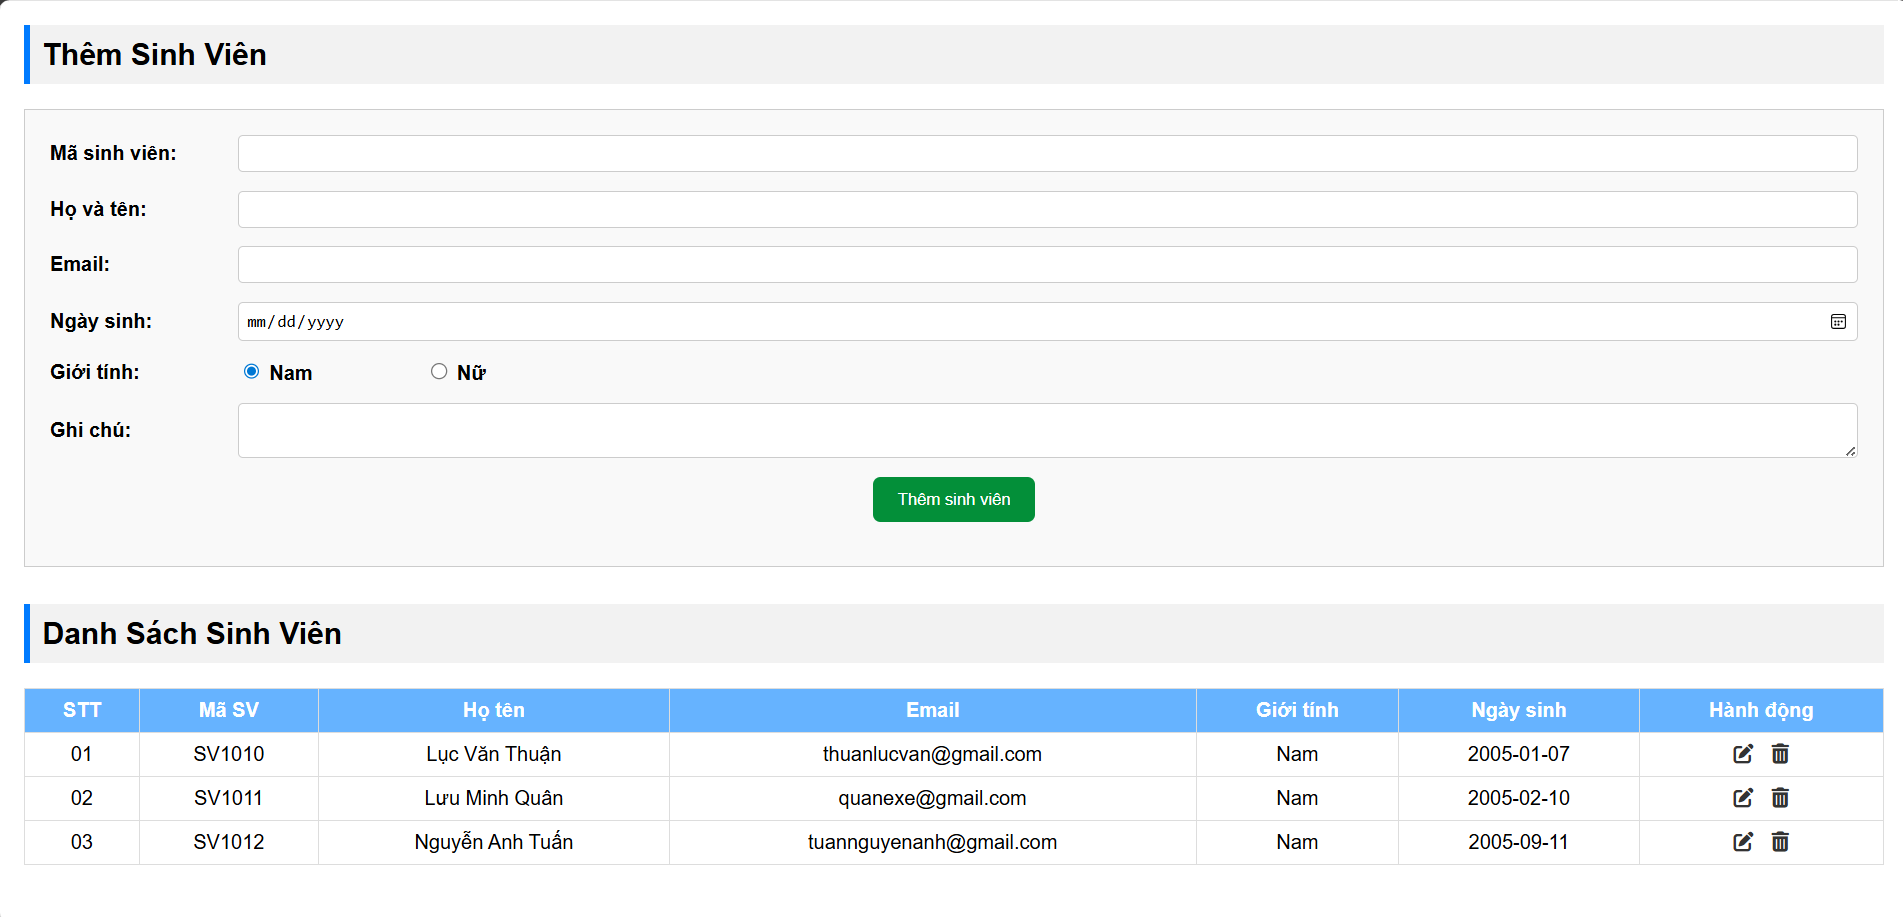 Thêm Sinh Viên
Mã sinh viên:
Họ và tên:
Email:
Ngày sinh: mm/dd/yyyy
Giới tính: Nam Nữ
Ghi chú:
Thêm sinh viên
Danh Sách Sinh Viên
STT Mã SV Họ tên Email Giới tính Ngày sinh Hành động
01 SV1010 Lục Văn Thuận thuanlucvan@gmail.com Nam 2005-01-07
02 SV1011 Lưu Minh Quân quanexe@gmail.com Nam 2005-02-10
03 SV1012 Nguyễn Anh Tuấn tuannguyenanh@gmail.com Nam 2005-09-11